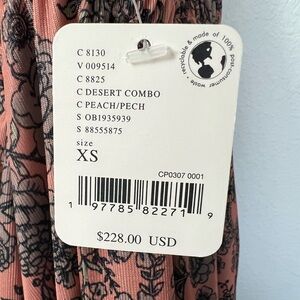 C 8130
V 009514
C 8825
C DESERT COMBO
C PEACH/PECH
S OB1935939
S 88555875
size
XS
recyclable & made of 100% post-consumer waste
CP0307 0001
1 97785 82271 9
$228.00 USD